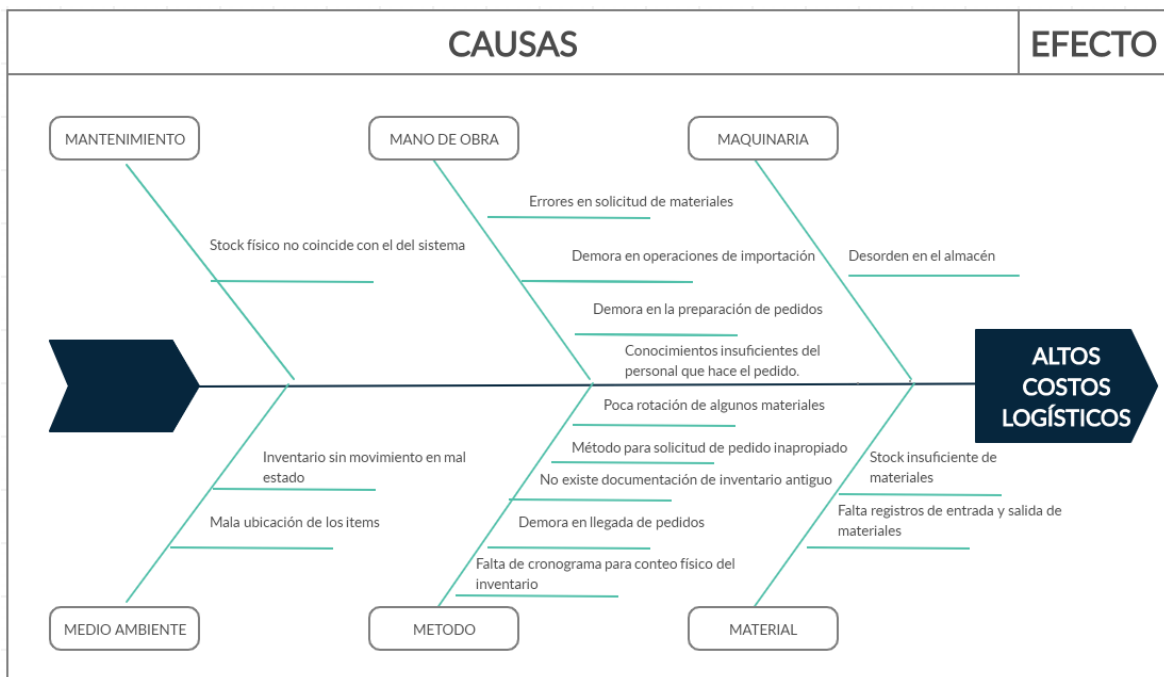 CAUSAS
EFECTO
MANTENIMIENTO
MANO DE OBRA
MAQUINARIA
Errores en solicitud de materiales
Stock físico no coincide con el del sistema
Demora en operaciones de importación
Desorden en el almacén
Demora en la preparación de pedidos
Conocimientos insuficientes del
personal que hace el pedido.
ALTOS
COSTOS
LOGÍSTICOS
Poca rotación de algunos materiales
Método para solicitud de pedido inapropiado
Inventario sin movimiento en mal
estado
Stock insuficiente de
materiales
No existe documentación de inventario antiguo
Mala ubicación de los items
Demora en llegada de pedidos
Falta registros de entrada y salida de
materiales
Falta de cronograma para conteo físico del
inventario
MEDIO AMBIENTE
METODO
MATERIAL